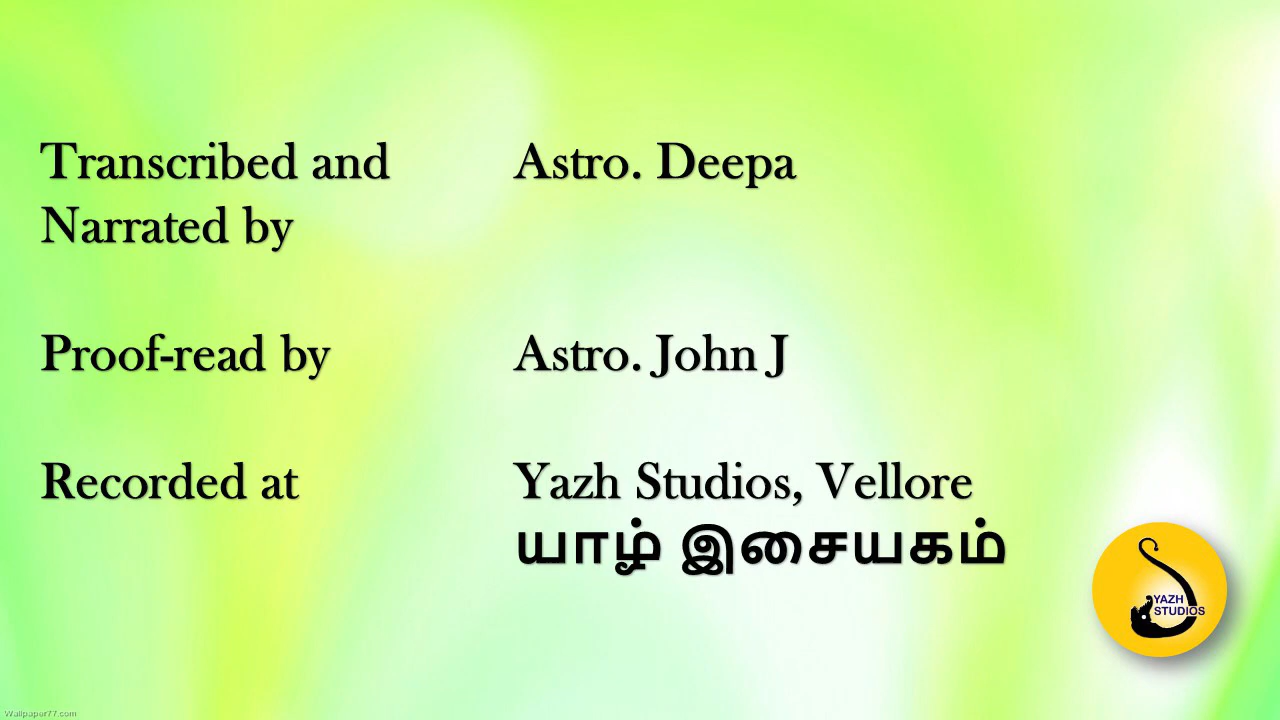 Transcribed and Astro. Deepa
Narrated by
Proof-read by Astro. John J
Recorded at Yazh Studios, Vellore
யாழ் இசையகம்
YAZH
STUDIOS
Wallpaper77.com